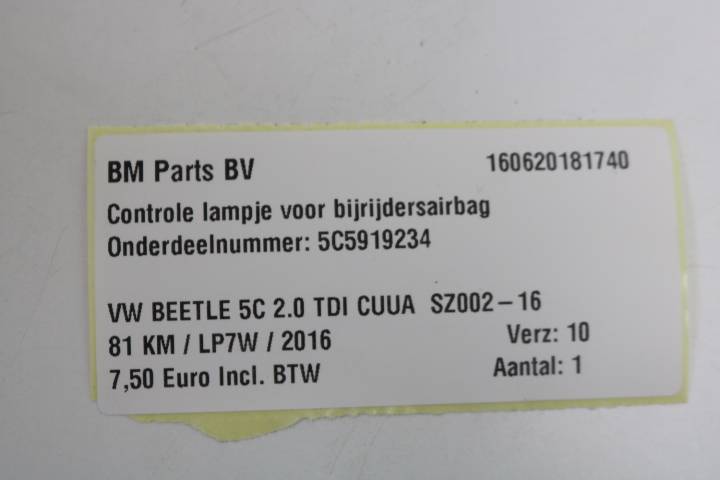 BM Parts BV 160620181740
Controle lampje voor bijrijdersairbag
Onderdeelnummer: 5C5919234
VW BEETLE 5C 2.0 TDI CUUA SZ002-16
81 KM / LP7W / 2016 Verz: 10
7,50 Euro Incl. BTW Aantal: 1